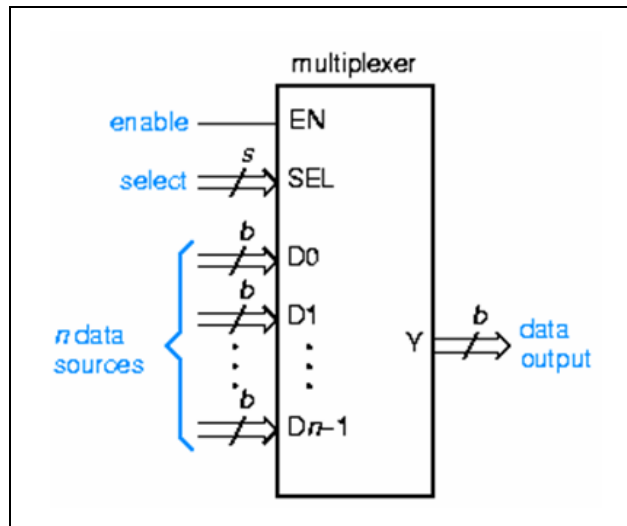 multiplexer
enable
EN
s
select
SEL
b
D0
b
D1
n data
sources
b
Dn–1
Y
b
data
output